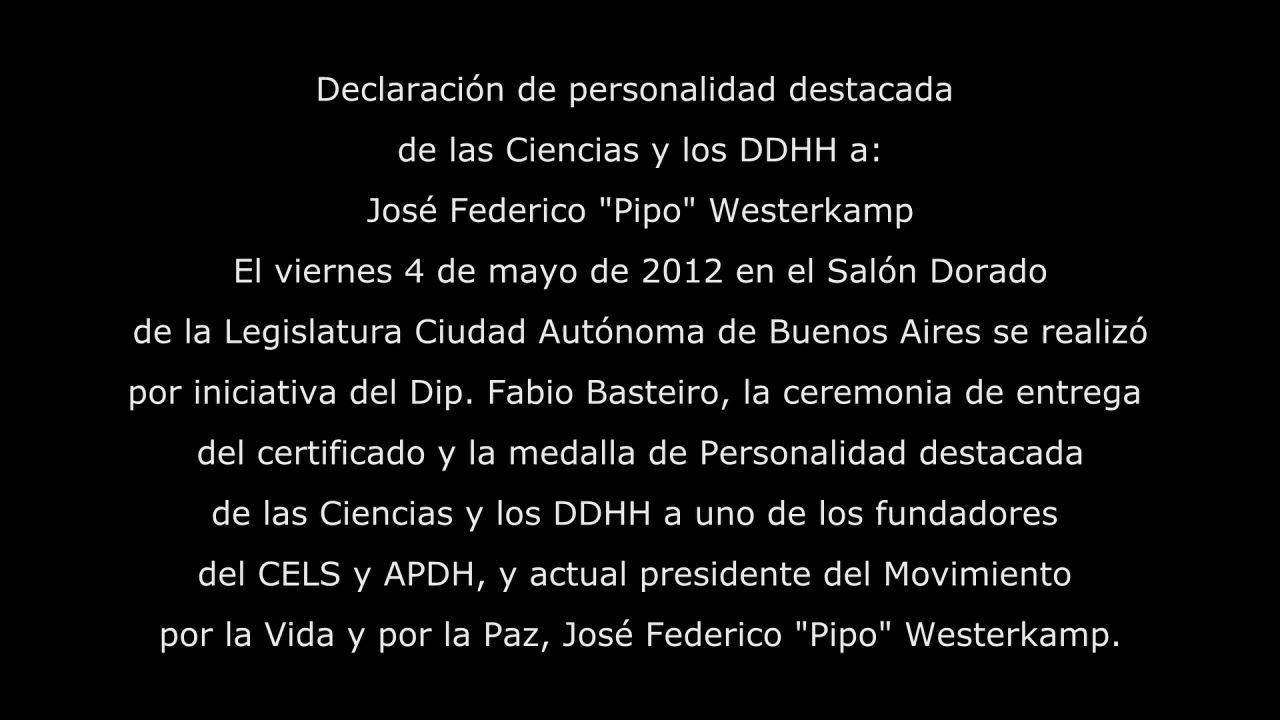 Declaración de personalidad destacada
de las Ciencias y los DDHH a:
José Federico "Pipo" Westerkamp
El viernes 4 de mayo de 2012 en el Salón Dorado
de la Legislatura Ciudad Autónoma de Buenos Aires se realizó
por iniciativa del Dip. Fabio Basteiro, la ceremonia de entrega
del certificado y la medalla de Personalidad destacada
de las Ciencias y los DDHH a uno de los fundadores
del CELS y APDH, y actual presidente del Movimiento
por la Vida y por la Paz, José Federico "Pipo" Westerkamp.